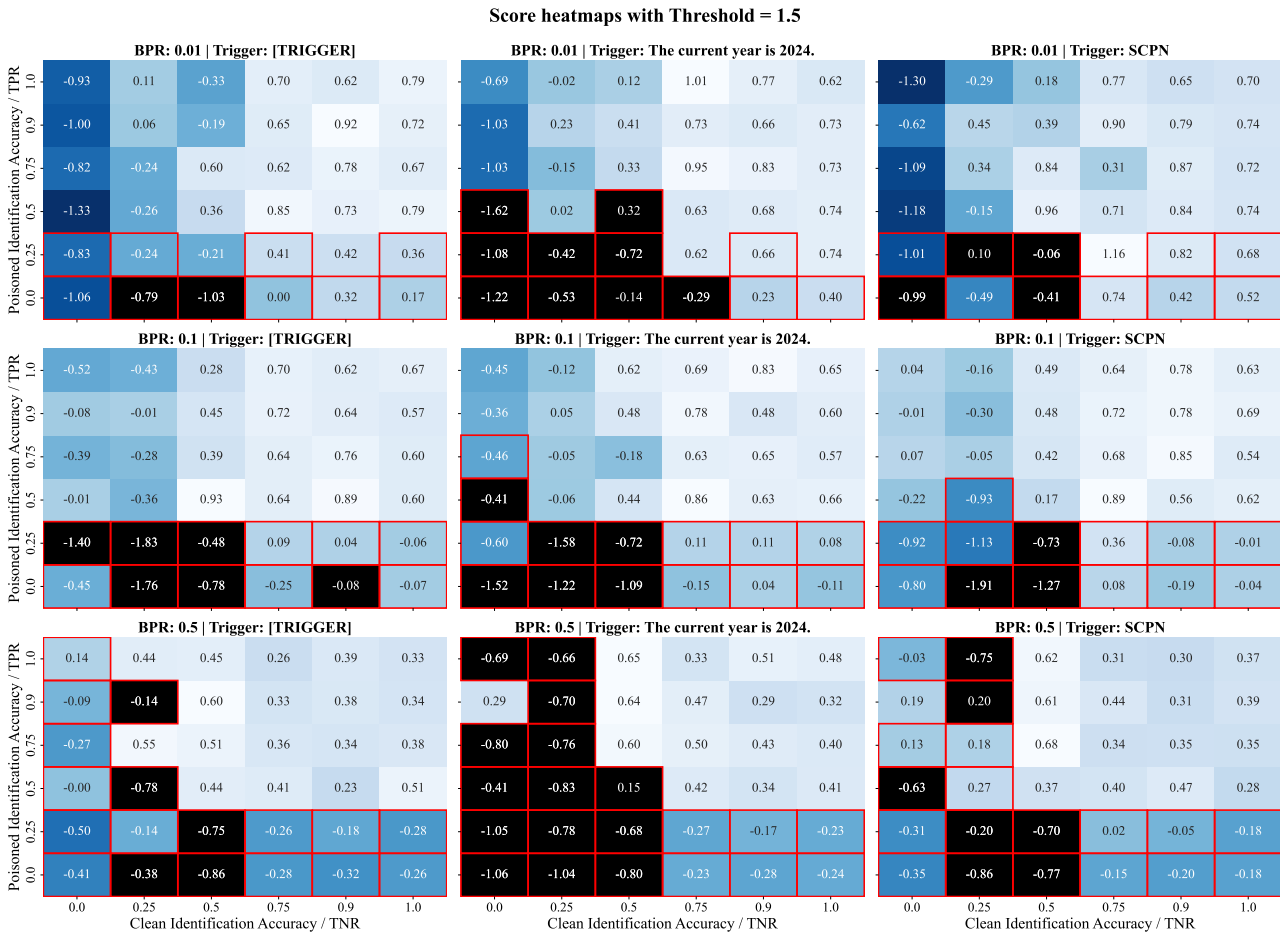 Score heatmaps with Threshold = 1.5
BPR: 0.01 | Trigger: [TRIGGER]
Poisoned Identification Accuracy / TPR
1.0 -0.93 0.11 -0.33 0.70 0.62 0.79
0.9 -1.00 0.06 -0.19 0.65 0.92 0.72
0.75 -0.82 -0.24 0.60 0.62 0.78 0.67
0.5 -1.33 -0.26 0.36 0.85 0.73 0.79
0.25 -0.83 -0.24 -0.21 0.41 0.42 0.36
0.0 -1.06 -0.79 -1.03 0.00 0.32 0.17
BPR: 0.01 | Trigger: The current year is 2024.
-0.69 -0.02 0.12 1.01 0.77 0.62
-1.03 0.23 0.41 0.73 0.66 0.73
-1.03 -0.15 0.33 0.95 0.83 0.73
-1.62 0.02 0.32 0.63 0.68 0.74
-1.08 -0.42 -0.72 0.62 0.66 0.74
-1.22 -0.53 -0.14 -0.29 0.23 0.40
BPR: 0.01 | Trigger: SCPN
-1.30 -0.29 0.18 0.77 0.65 0.70
-0.62 0.45 0.39 0.90 0.79 0.74
-1.09 0.34 0.84 0.31 0.87 0.72
-1.18 -0.15 0.96 0.71 0.84 0.74
-1.01 0.10 -0.06 1.16 0.82 0.68
-0.99 -0.49 -0.41 0.74 0.42 0.52
BPR: 0.1 | Trigger: [TRIGGER]
Poisoned Identification Accuracy / TPR
1.0 -0.52 -0.43 0.28 0.70 0.62 0.67
0.9 -0.08 -0.01 0.45 0.72 0.64 0.57
0.75 -0.39 -0.28 0.39 0.64 0.76 0.60
0.5 -0.01 -0.36 0.93 0.64 0.89 0.60
0.25 -1.40 -1.83 -0.48 0.09 0.04 -0.06
0.0 -0.45 -1.76 -0.78 -0.25 -0.08 -0.07
BPR: 0.1 | Trigger: The current year is 2024.
-0.45 -0.12 0.62 0.69 0.83 0.65
-0.36 0.05 0.48 0.78 0.48 0.60
-0.46 -0.05 -0.18 0.63 0.65 0.57
-0.41 -0.06 0.44 0.86 0.63 0.66
-0.60 -1.58 -0.72 0.11 0.11 0.08
-1.52 -1.22 -1.09 -0.15 0.04 -0.11
BPR: 0.1 | Trigger: SCPN
0.04 -0.16 0.49 0.64 0.78 0.63
-0.01 -0.30 0.48 0.72 0.78 0.69
0.07 -0.05 0.42 0.68 0.85 0.54
-0.22 -0.93 0.17 0.89 0.56 0.62
-0.92 -1.13 -0.73 0.36 -0.08 -0.01
-0.80 -1.91 -1.27 0.08 -0.19 -0.04
BPR: 0.5 | Trigger: [TRIGGER]
Poisoned Identification Accuracy / TPR
1.0 0.14 0.44 0.45 0.26 0.39 0.33
0.9 -0.09 -0.14 0.60 0.33 0.38 0.34
0.75 -0.27 0.55 0.51 0.36 0.34 0.38
0.5 -0.00 -0.78 0.44 0.41 0.23 0.51
0.25 -0.50 -0.14 -0.75 -0.26 -0.18 -0.28
0.0 -0.41 -0.38 -0.86 -0.28 -0.32 -0.26
0.0 0.25 0.5 0.75 0.9 1.0
Clean Identification Accuracy / TNR
BPR: 0.5 | Trigger: The current year is 2024.
-0.69 -0.66 0.65 0.33 0.51 0.48
0.29 -0.70 0.64 0.47 0.29 0.32
-0.80 -0.76 0.60 0.50 0.43 0.40
-0.41 -0.83 0.15 0.42 0.34 0.41
-1.05 -0.78 -0.68 -0.27 -0.17 -0.23
-1.06 -1.04 -0.80 -0.23 -0.28 -0.24
0.0 0.25 0.5 0.75 0.9 1.0
Clean Identification Accuracy / TNR
BPR: 0.5 | Trigger: SCPN
-0.03 -0.75 0.62 0.31 0.30 0.37
0.19 0.20 0.61 0.44 0.31 0.39
0.13 0.18 0.68 0.34 0.35 0.35
-0.63 0.27 0.37 0.40 0.47 0.28
-0.31 -0.20 -0.70 0.02 -0.05 -0.18
-0.35 -0.86 -0.77 -0.15 -0.20 -0.18
0.0 0.25 0.5 0.75 0.9 1.0
Clean Identification Accuracy / TNR